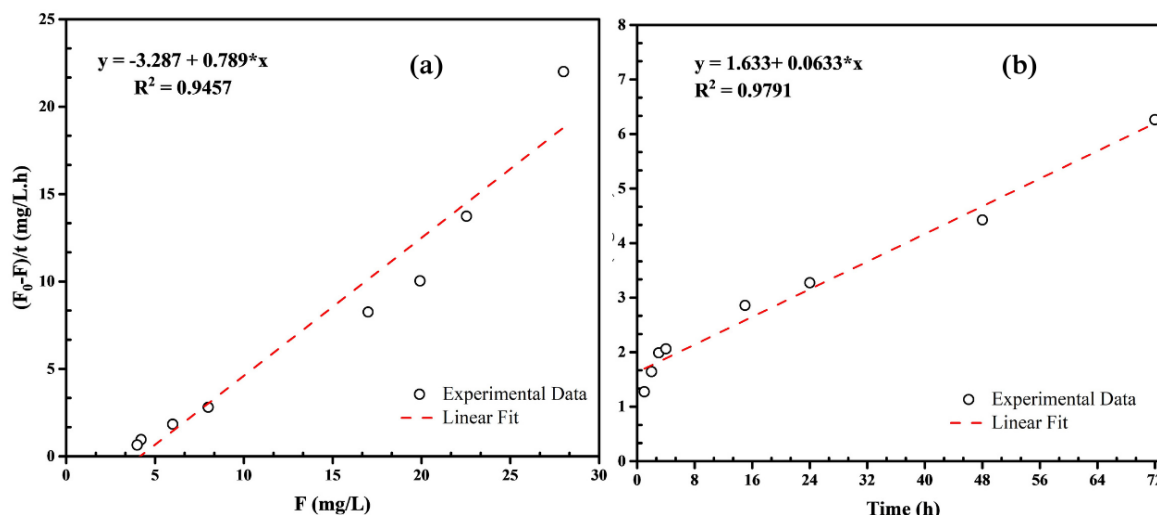 y = -3.287 + 0.789*x
R² = 0.9457
(a)
(F₀-F)/t (mg/L.h)
25
20
15
10
5
0
0 5 10 15 20 25 30
F (mg/L)
Experimental Data
Linear Fit
y = 1.633+ 0.0633*x
R² = 0.9791
(b)
8
7
6
5
4
3
2
1
0
0 8 16 24 32 40 48 56 64 72
Time (h)
Experimental Data
Linear Fit